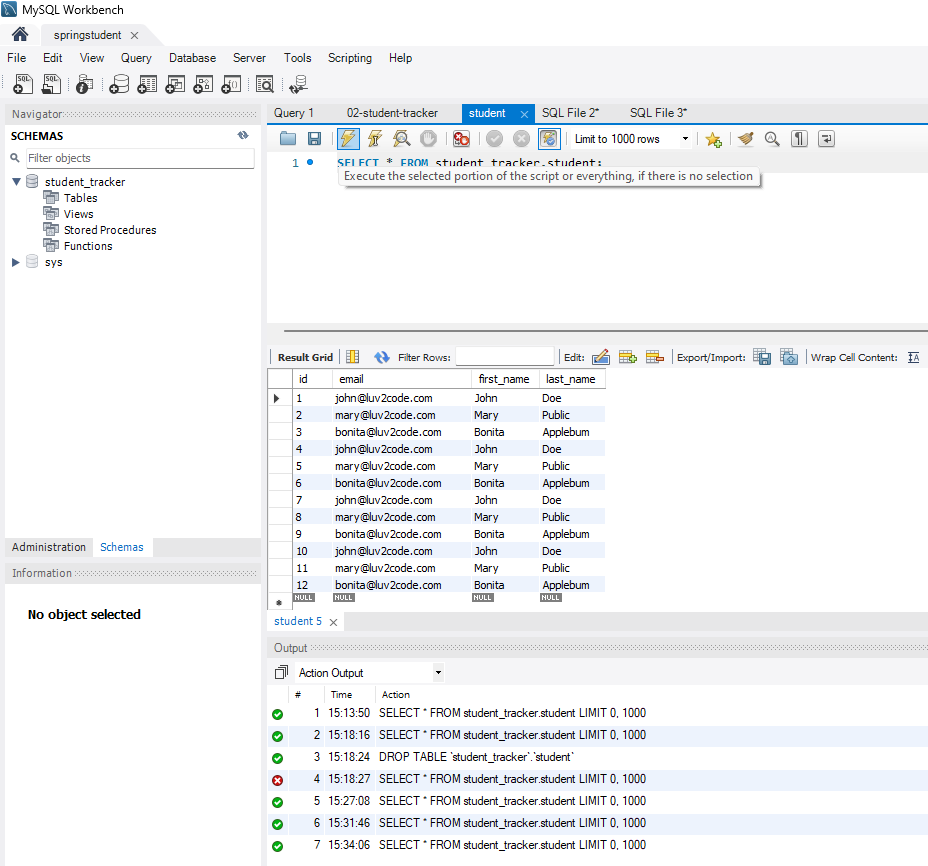 MySQL Workbench
springstudent
File Edit View Query Database Server Tools Scripting Help
Navigator
SCHEMAS
Filter objects
student_tracker
Tables
Views
Stored Procedures
Functions
sys
Administration Schemas
Information
No object selected
Query 1 02-student-tracker student SQL File 2* SQL File 3*
Limit to 1000 rows
1 SELECT * FROM student_tracker.student;
Execute the selected portion of the script or everything, if there is no selection
Result Grid Filter Rows: Edit: Export/Import: Wrap Cell Content:
id email first_name last_name
1 john@luv2code.com John Doe
2 mary@luv2code.com Mary Public
3 bonita@luv2code.com Bonita Applebum
4 john@luv2code.com John Doe
5 mary@luv2code.com Mary Public
6 bonita@luv2code.com Bonita Applebum
7 john@luv2code.com John Doe
8 mary@luv2code.com Mary Public
9 bonita@luv2code.com Bonita Applebum
10 john@luv2code.com John Doe
11 mary@luv2code.com Mary Public
12 bonita@luv2code.com Bonita Applebum
NULL NULL NULL NULL
student 5
Output
Action Output
# Time Action
1 15:13:50 SELECT * FROM student_tracker.student LIMIT 0, 1000
2 15:18:16 SELECT * FROM student_tracker.student LIMIT 0, 1000
3 15:18:24 DROP TABLE `student_tracker`.`student`
4 15:18:27 SELECT * FROM student_tracker.student LIMIT 0, 1000
5 15:27:08 SELECT * FROM student_tracker.student LIMIT 0, 1000
6 15:31:46 SELECT * FROM student_tracker.student LIMIT 0, 1000
7 15:34:06 SELECT * FROM student_tracker.student LIMIT 0, 1000